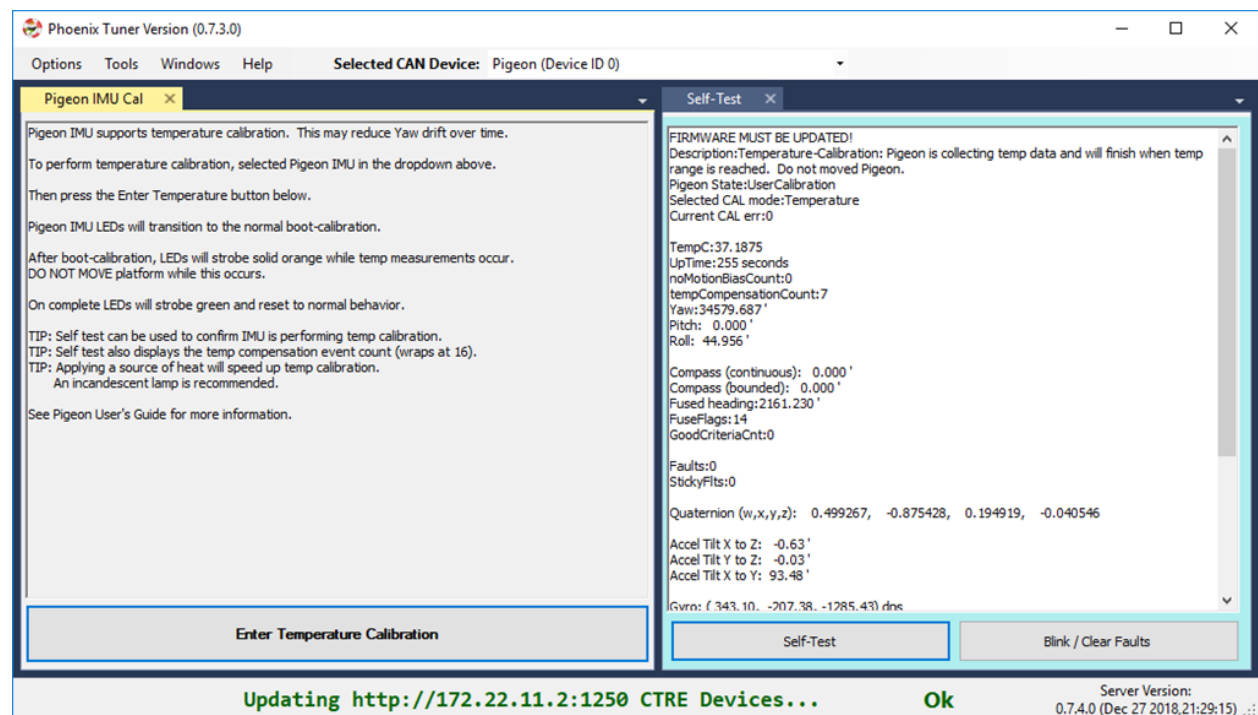 Phoenix Tuner Version (0.7.3.0)
Options Tools Windows Help Selected CAN Device: Pigeon (Device ID 0)
Pigeon IMU Cal
Pigeon IMU supports temperature calibration. This may reduce Yaw drift over time.
To perform temperature calibration, selected Pigeon IMU in the dropdown above.
Then press the Enter Temperature button below.
Pigeon IMU LEDs will transition to the normal boot-calibration.
After boot-calibration, LEDs will strobe solid orange while temp measurements occur.
DO NOT MOVE platform while this occurs.
On complete LEDs will strobe green and reset to normal behavior.
TIP: Self test can be used to confirm IMU is performing temp calibration.
TIP: Self test also displays the temp compensation event count (wraps at 16).
TIP: Applying a source of heat will speed up temp calibration.
An incandescent lamp is recommended.
See Pigeon User's Guide for more information.
Enter Temperature Calibration
Self-Test
FIRMWARE MUST BE UPDATED!
Description:Temperature-Calibration: Pigeon is collecting temp data and will finish when temp
range is reached. Do not moved Pigeon.
Pigeon State:UserCalibration
Selected CAL mode:Temperature
Current CAL err:0
TempC:37.1875
UpTime:255 seconds
noMotionBiasCount:0
tempCompensationCount:7
Yaw:34579.687 '
Pitch: 0.000 '
Roll: 44.956 '
Compass (continuous): 0.000 '
Compass (bounded): 0.000 '
Fused heading:2161.230 '
FuseFlags:14
GoodCriteriaCnt:0
Faults:0
StickyFlts:0
Quaternion (w,x,y,z): 0.499267, -0.875428, 0.194919, -0.040546
Accel Tilt X to Z: -0.63 '
Accel Tilt Y to Z: -0.03 '
Accel Tilt X to Y: 93.48 '
Gyro: ( 343.10, -207.38, -1285.43) dps
Self-Test Blink / Clear Faults
Updating http://172.22.11.2:1250 CTRE Devices... Ok
Server Version:
0.7.4.0 (Dec 27 2018,21:29:15)